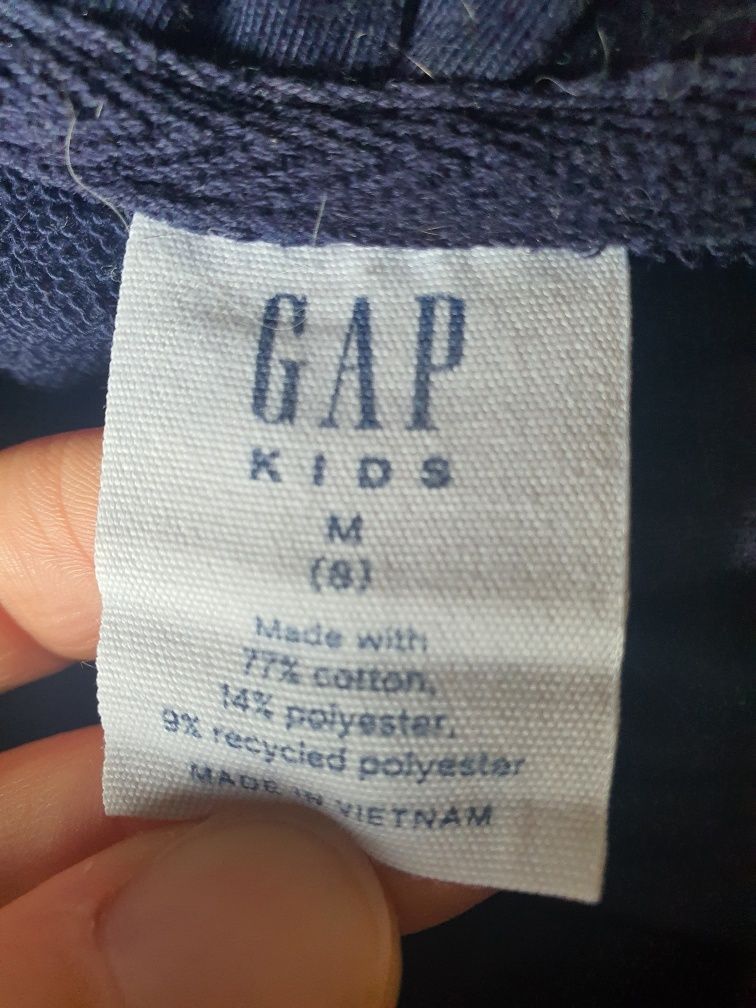 GAP
KIDS
M
(8)
Made with
77% cotton,
14% polyester,
9% recycled polyester
MADE IN VIETNAM